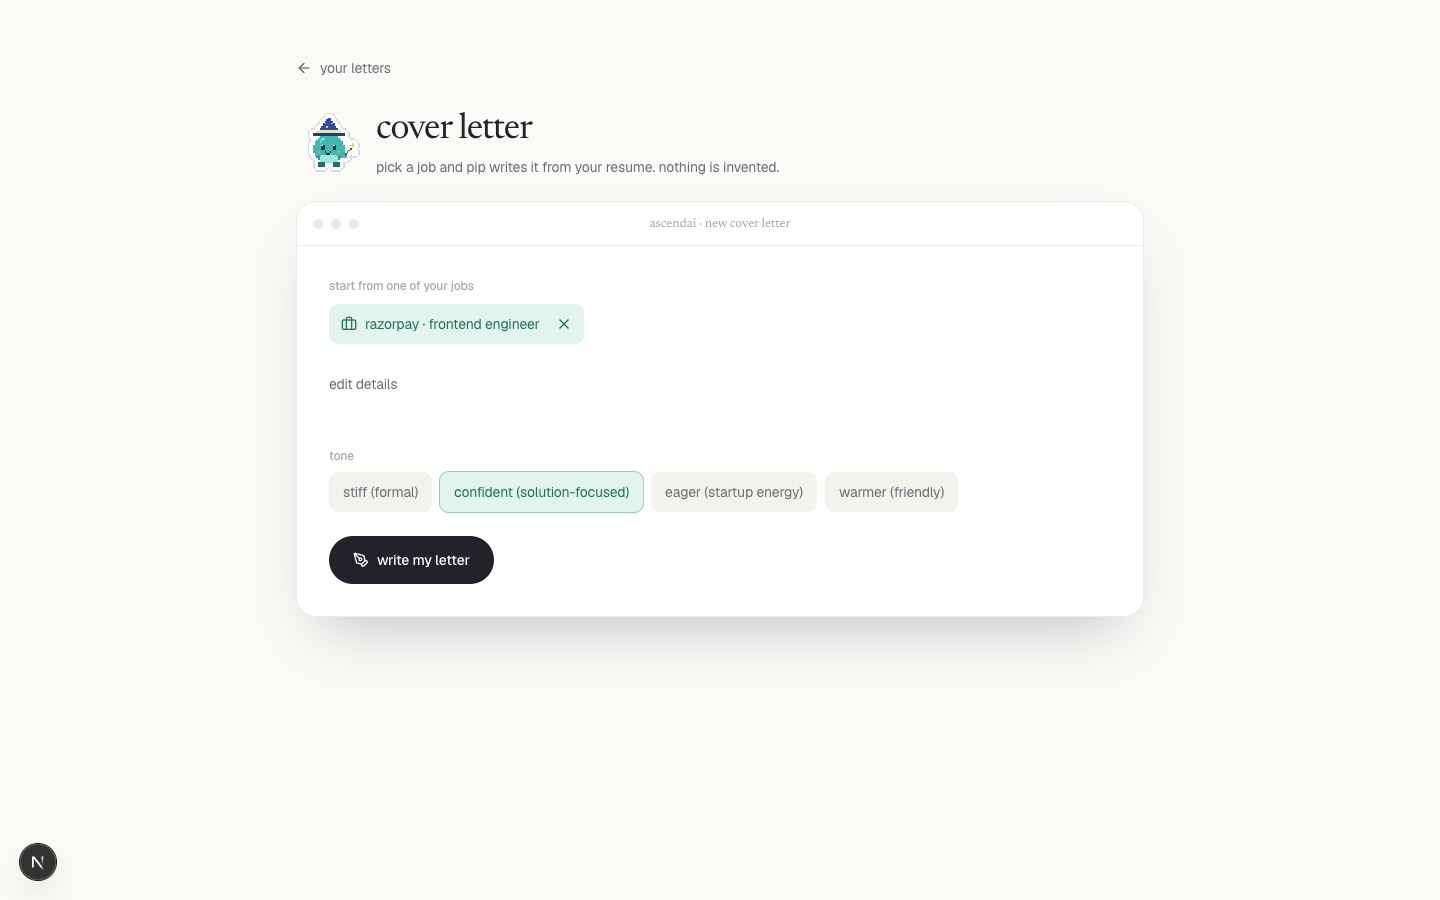 your letters
cover letter
pick a job and pip writes it from your resume. nothing is invented.
ascendai · new cover letter
start from one of your jobs
razorpay · frontend engineer
edit details
tone
stiff (formal) confident (solution-focused) eager (startup energy) warmer (friendly)
write my letter
N